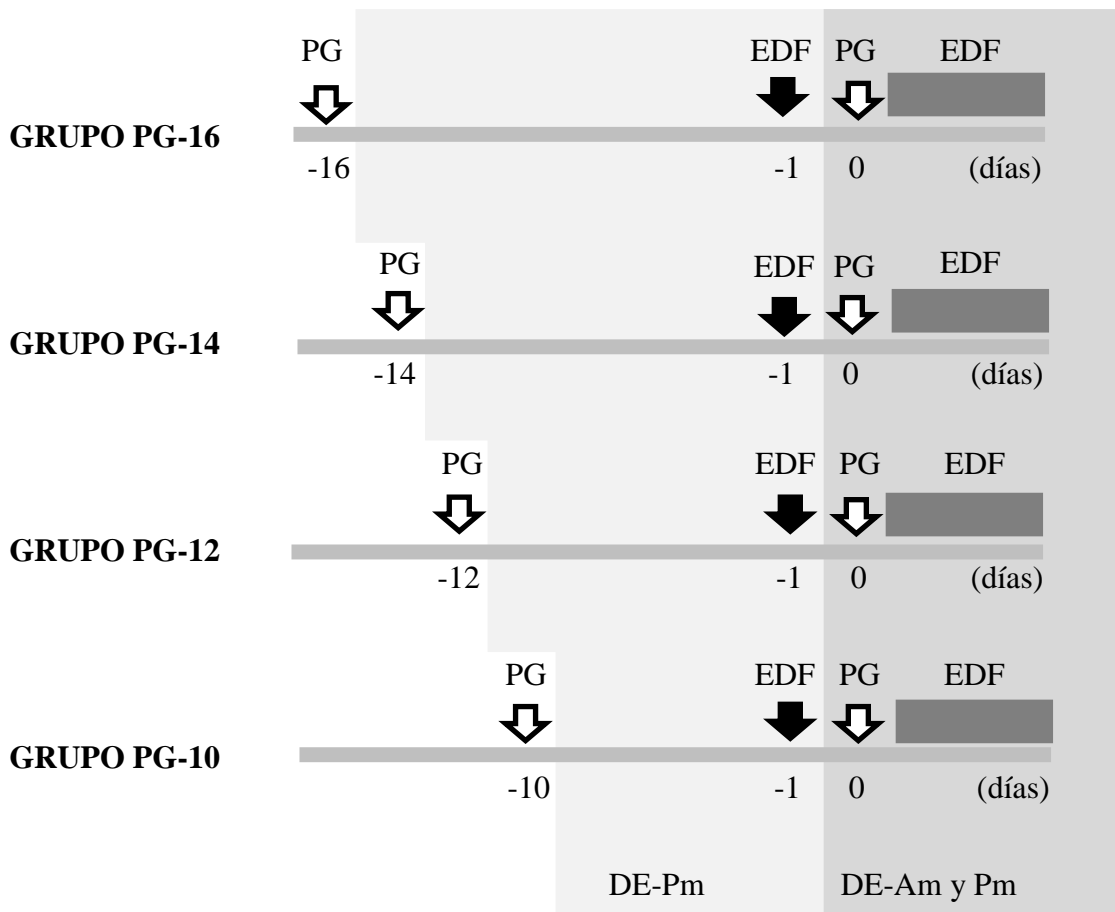 PG EDF PG EDF
GRUPO PG-16
-16 -1 0 (días)
PG EDF PG EDF
GRUPO PG-14
-14 -1 0 (días)
PG EDF PG EDF
GRUPO PG-12
-12 -1 0 (días)
PG EDF PG EDF
GRUPO PG-10
-10 -1 0 (días)
DE-Pm DE-Am y Pm